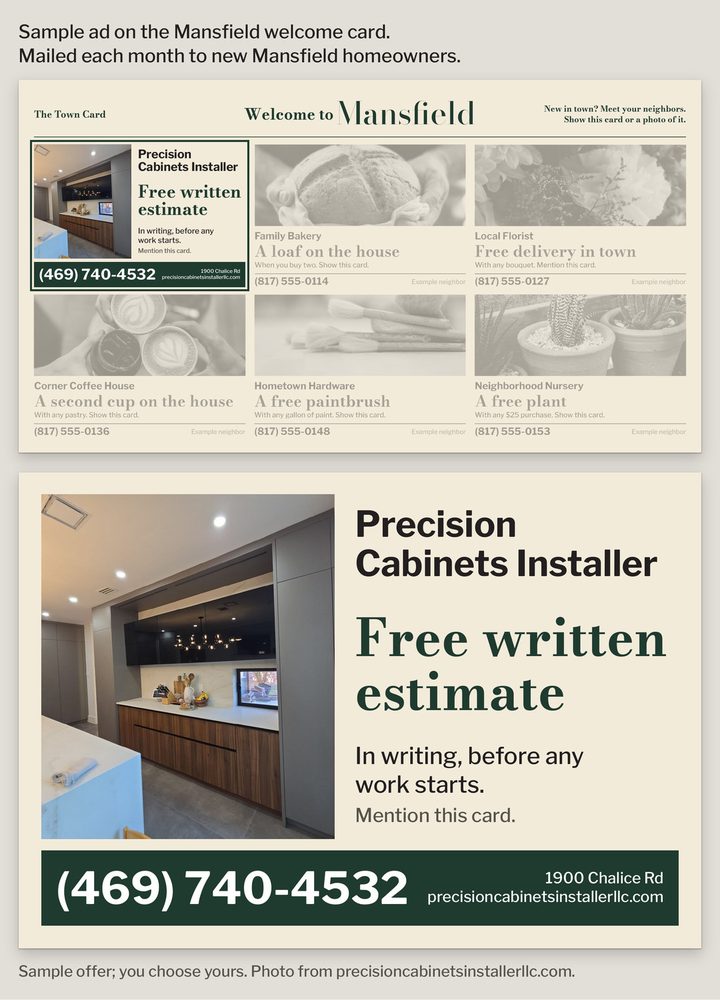 Sample ad on the Mansfield welcome card.
Mailed each month to new Mansfield homeowners.
The Town Card
Welcome to Mansfield
New in town? Meet your neighbors.
Show this card or a photo of it.
Precision
Cabinets Installer
Free written
estimate
In writing, before any
work starts.
Mention this card.
(469) 740-4532
1900 Chalice Rd
precisioncabinetsinstallerllc.com
Family Bakery
A loaf on the house
When you buy two. Show this card.
(817) 555-0114
Example neighbor
Local Florist
Free delivery in town
With any bouquet. Mention this card.
(817) 555-0127
Example neighbor
Corner Coffee House
A second cup on the house
With any pastry. Show this card.
(817) 555-0136
Example neighbor
Hometown Hardware
A free paintbrush
With any gallon of paint. Show this card.
(817) 555-0148
Example neighbor
Neighborhood Nursery
A free plant
With any $25 purchase. Show this card.
(817) 555-0153
Example neighbor
Precision
Cabinets Installer
Free written
estimate
In writing, before any
work starts.
Mention this card.
(469) 740-4532
1900 Chalice Rd
precisioncabinetsinstallerllc.com
Sample offer; you choose yours. Photo from precisioncabinetsinstallerllc.com.